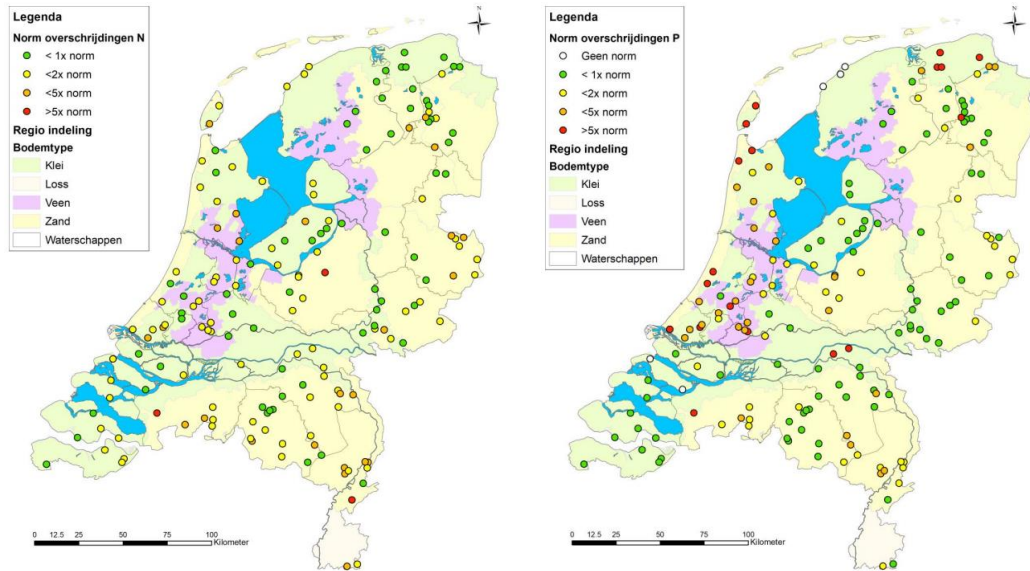 Legenda
Norm overschrijdingen N
< 1x norm
<2x norm
<5x norm
>5x norm
Regio indeling
Bodemtype
Klei
Loss
Veen
Zand
Waterschappen
N
0 12.5 25 50 75 100
Kilometer
Legenda
Norm overschrijdingen P
Geen norm
< 1x norm
<2x norm
<5x norm
>5x norm
Regio indeling
Bodemtype
Klei
Loss
Veen
Zand
Waterschappen
N
0 12.5 25 50 75 100
Kilometer